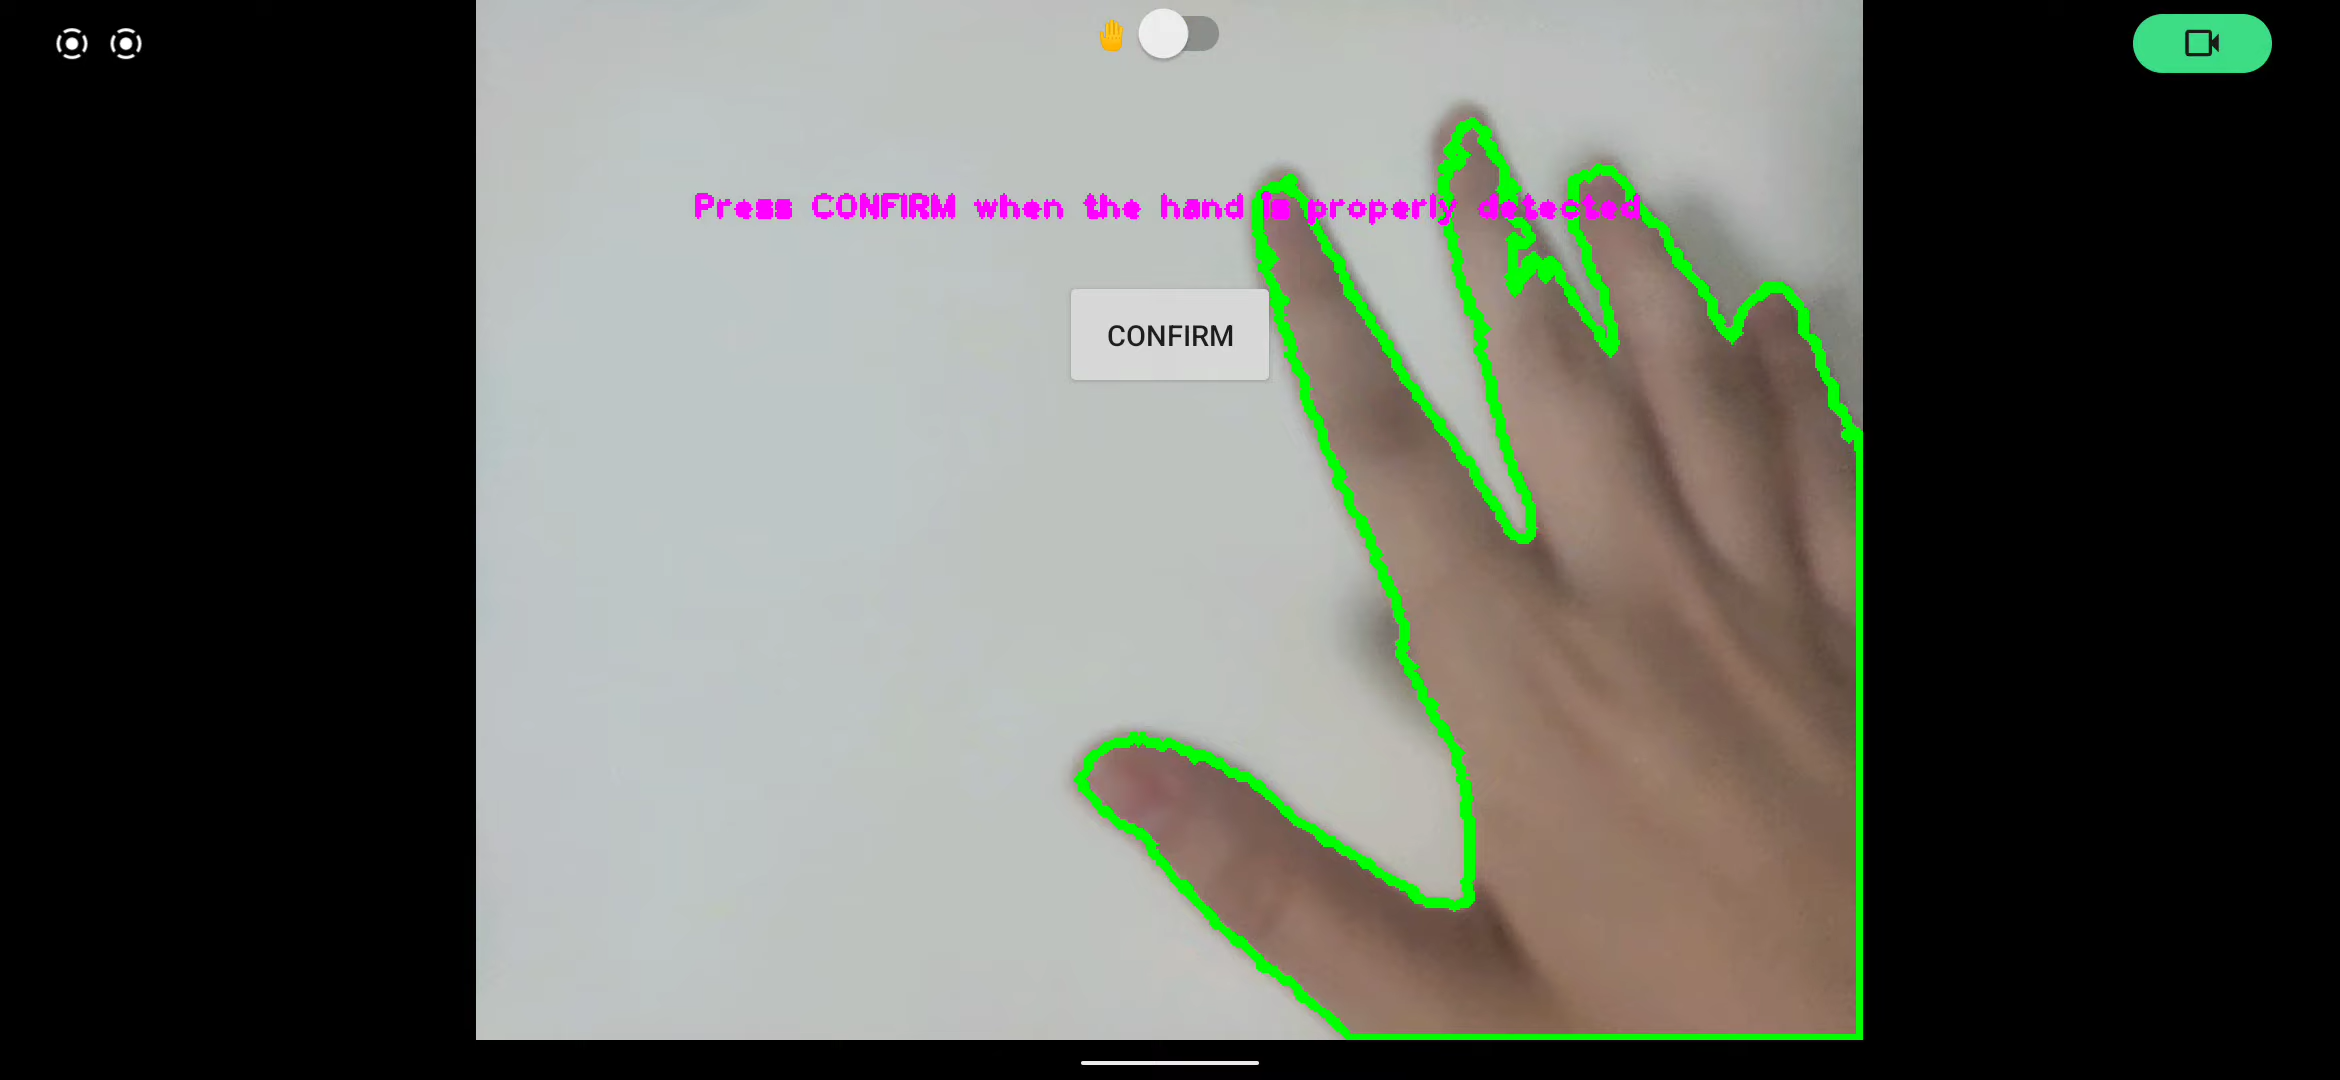 Press CONFIRM when the hand is properly detected
CONFIRM